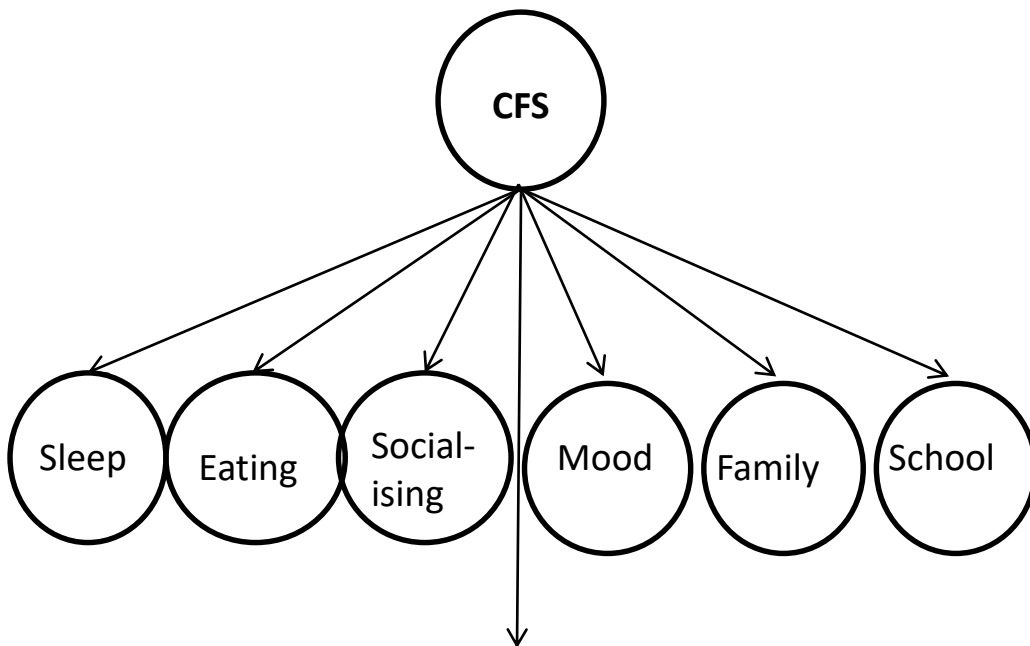 CFS
Sleep
Eating
Social-
ising
Mood
Family
School